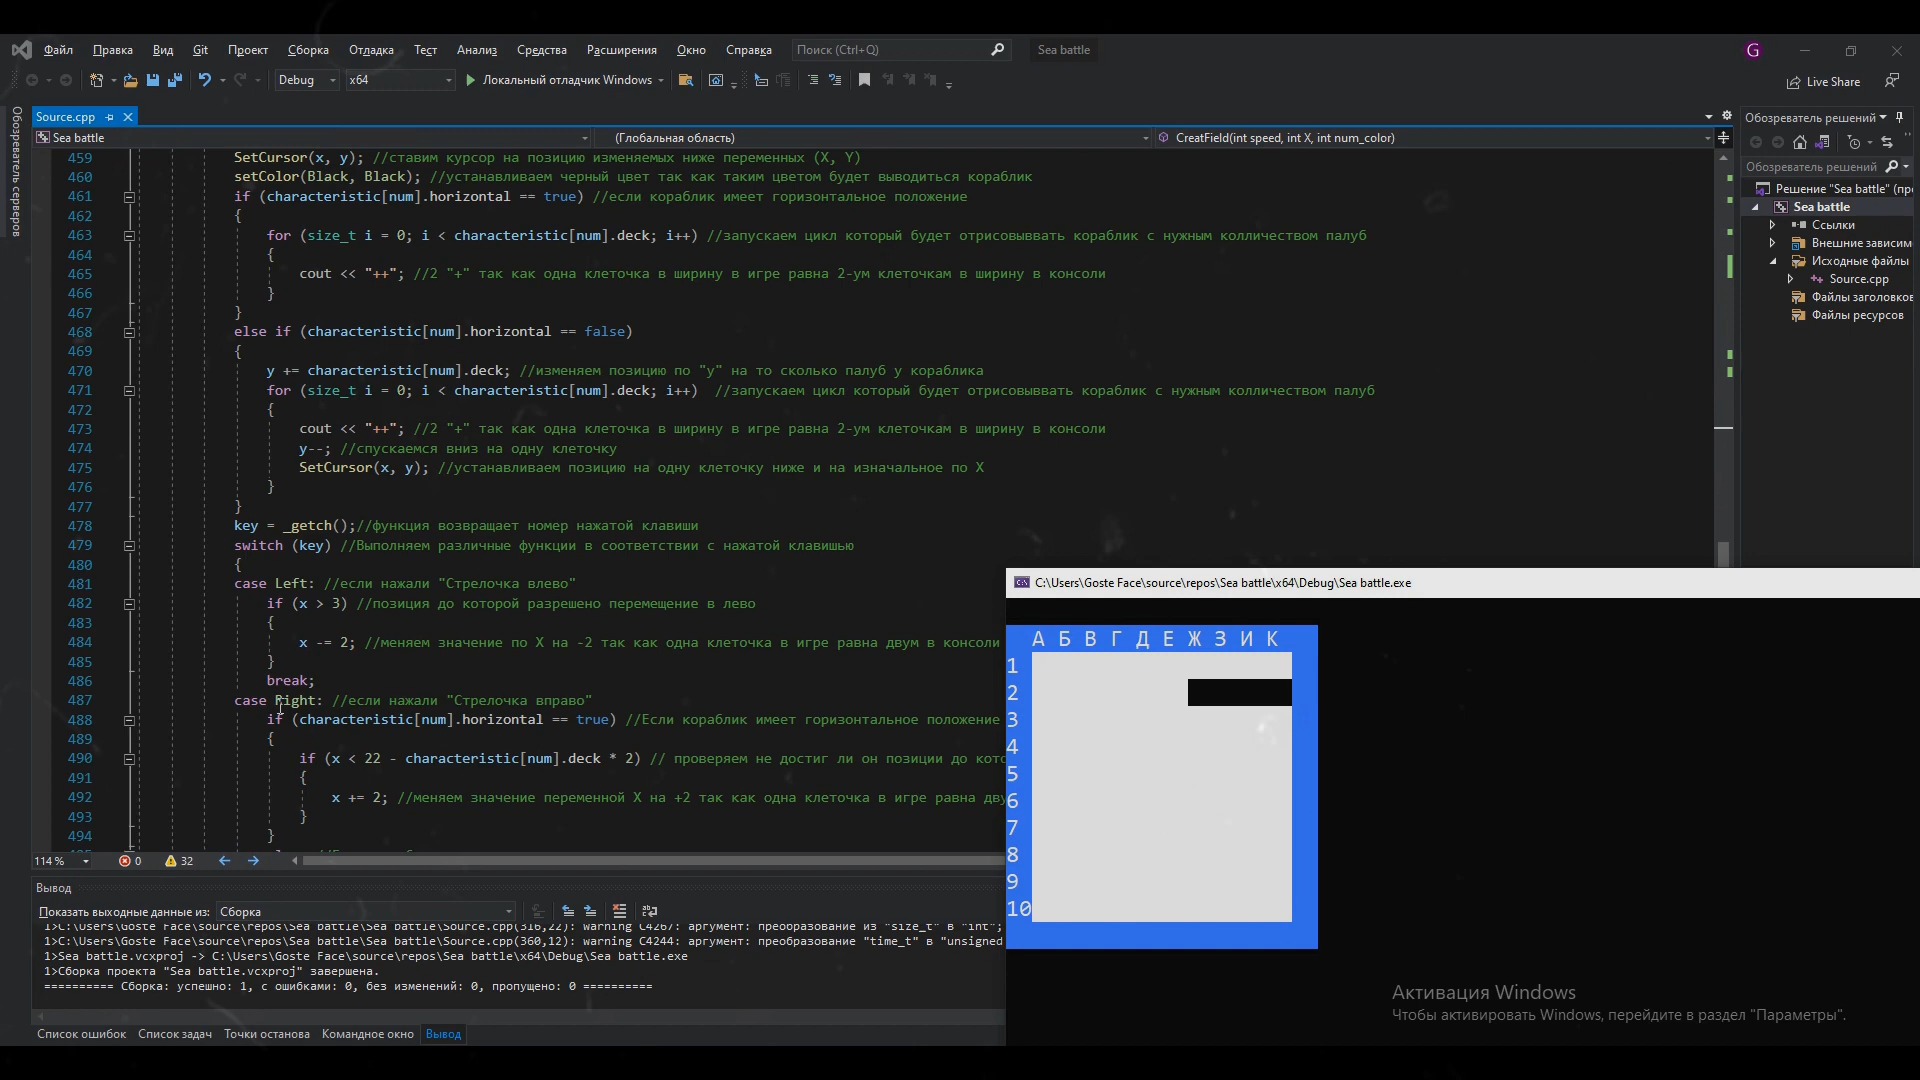 Файл Правка Вид Git Проект Сборка Отладка Тест Анализ Средства Расширения Окно Справка Поиск (Ctrl+Q) Sea battle G
Debug x64 Локальный отладчик Windows Live Share
Обозреватель серверов
Source.cpp
Sea battle (Глобальная область) CreatField(int speed, int X, int num_color)
459 SetCursor(x, y); //ставим курсор на позицию изменяемых ниже переменных (X, Y)
460 setColor(Black, Black); //устанавливаем черный цвет так как таким цветом будет выводиться кораблик
461 if (characteristic[num].horizontal == true) //если кораблик имеет горизонтальное положение
462 {
463 for (size_t i = 0; i < characteristic[num].deck; i++) //запускаем цикл который будет отрисовыввать кораблик с нужным колличеством палуб
464 {
465 cout << "++"; //2 "+" так как одна клеточка в ширину в игре равна 2-ум клеточкам в ширину в консоли
466 }
467 }
468 else if (characteristic[num].horizontal == false)
469 {
470 y += characteristic[num].deck; //изменяем позицию по "y" на то сколько палуб у кораблика
471 for (size_t i = 0; i < characteristic[num].deck; i++) //запускаем цикл который будет отрисовыввать кораблик с нужным колличеством палуб
472 {
473 cout << "++"; //2 "+" так как одна клеточка в ширину в игре равна 2-ум клеточкам в ширину в консоли
474 y--; //спускаемся вниз на одну клеточку
475 SetCursor(x, y); //устанавливаем позицию на одну клеточку ниже и на изначальное по X
476 }
477 }
478 key = _getch();//функция возвращает номер нажатой клавиши
479 switch (key) //Выполняем различные функции в соответствии с нажатой клавишью
480 {
481 case Left: //если нажали "Стрелочка влево"
482 if (x > 3) //позиция до которой разрешено перемещение в лево
483 {
484 x -= 2; //меняем значение по X на -2 так как одна клеточка в игре равна двум в консоли
485 }
486 break;
487 case Right: //если нажали "Стрелочка вправо"
488 if (characteristic[num].horizontal == true) //Если кораблик имеет горизонтальное положение
489 {
490 if (x < 22 - characteristic[num].deck * 2) // проверяем не достиг ли он позиции до кото
491 {
492 x += 2; //меняем значение переменной X на +2 так как одна клеточка в игре равна дву
493 }
494 }
114 % 0 32
Вывод
Показать выходные данные из: Сборка
1>C:\Users\Goste Face\source\repos\Sea battle\Sea battle\Source.cpp(316,22): warning C4267: аргумент: преобразование из "size_t" в "int";
1>C:\Users\Goste Face\source\repos\Sea battle\Sea battle\Source.cpp(360,12): warning C4244: аргумент: преобразование "time_t" в "unsigned
1>Sea battle.vcxproj -> C:\Users\Goste Face\source\repos\Sea battle\x64\Debug\Sea battle.exe
1>Сборка проекта "Sea battle.vcxproj" завершена.
========== Сборка: успешно: 1, с ошибками: 0, без изменений: 0, пропущено: 0 ==========
Список ошибок Список задач Точки останова Командное окно Вывод
Обозреватель решений
Обозреватель решений
Решение "Sea battle" (про
Sea battle
Ссылки
Внешние зависим
Исходные файлы
Source.cpp
Файлы заголовков
Файлы ресурсов
C:\Users\Goste Face\source\repos\Sea battle\x64\Debug\Sea battle.exe
А Б В Г Д Е Ж З И К
1
2
3
4
5
6
7
8
9
10
Активация Windows
Чтобы активировать Windows, перейдите в раздел "Параметры".